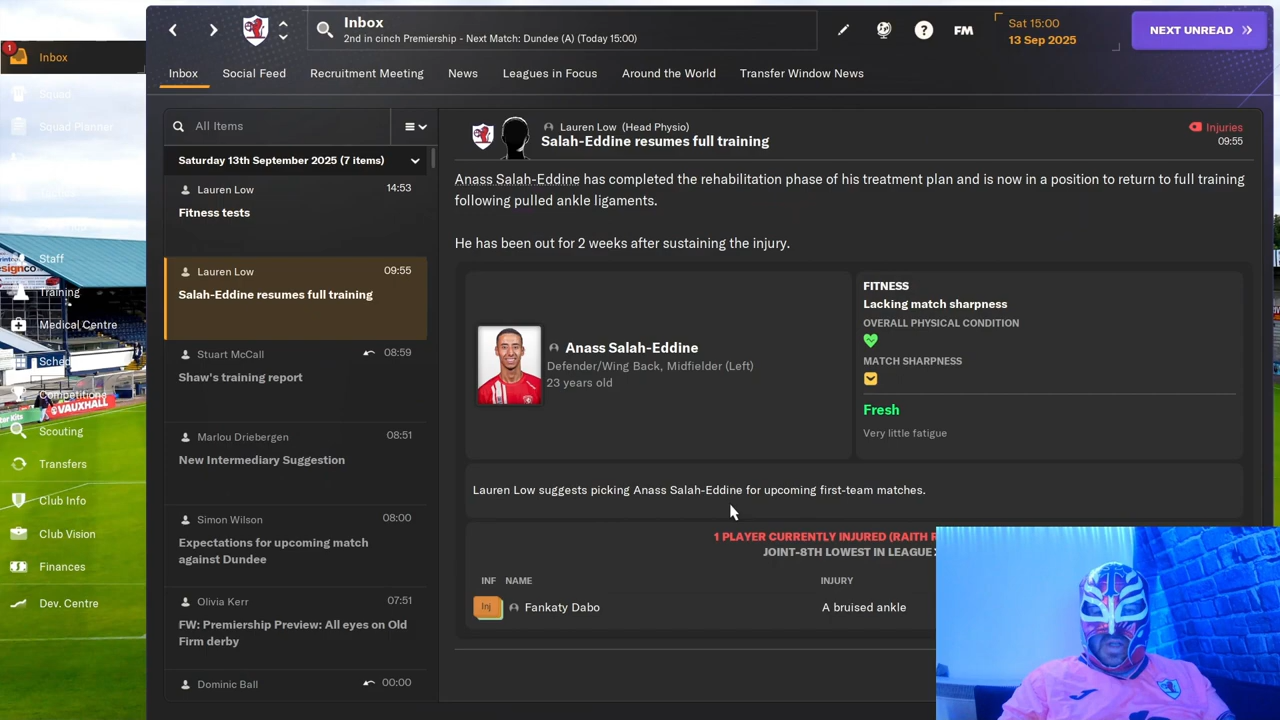 Inbox
2nd in cinch Premiership - Next Match: Dundee (A) (Today 15:00)
FM
Sat 15:00
13 Sep 2025
NEXT UNREAD
1
Inbox
Squad
Squad Planner
Staff
Training
Medical Centre
Sched
Competitions
VAUXHALL
Scouting
Transfers
Club Info
Club Vision
Finances
Dev. Centre
Inbox
Social Feed
Recruitment Meeting
News
Leagues in Focus
Around the World
Transfer Window News
All Items
Saturday 13th September 2025 (7 items)
Lauren Low 14:53
Fitness tests
Lauren Low 09:55
Salah-Eddine resumes full training
Stuart McCall 08:59
Shaw's training report
Marlou Driebergen 08:51
New Intermediary Suggestion
Simon Wilson 08:00
Expectations for upcoming match
against Dundee
Olivia Kerr 07:51
FW: Premiership Preview: All eyes on Old
Firm derby
Dominic Ball 00:00
Lauren Low (Head Physio)
Salah-Eddine resumes full training
Injuries
09:55
Anass Salah-Eddine has completed the rehabilitation phase of his treatment plan and is now in a position to return to full training
following pulled ankle ligaments.
He has been out for 2 weeks after sustaining the injury.
Anass Salah-Eddine
Defender/Wing Back, Midfielder (Left)
23 years old
FITNESS
Lacking match sharpness
OVERALL PHYSICAL CONDITION
MATCH SHARPNESS
Fresh
Very little fatigue
Lauren Low suggests picking Anass Salah-Eddine for upcoming first-team matches.
1 PLAYER CURRENTLY INJURED (RAITH R
JOINT-8TH LOWEST IN LEAGUE
INF NAME INJURY
Inj Fankaty Dabo A bruised ankle